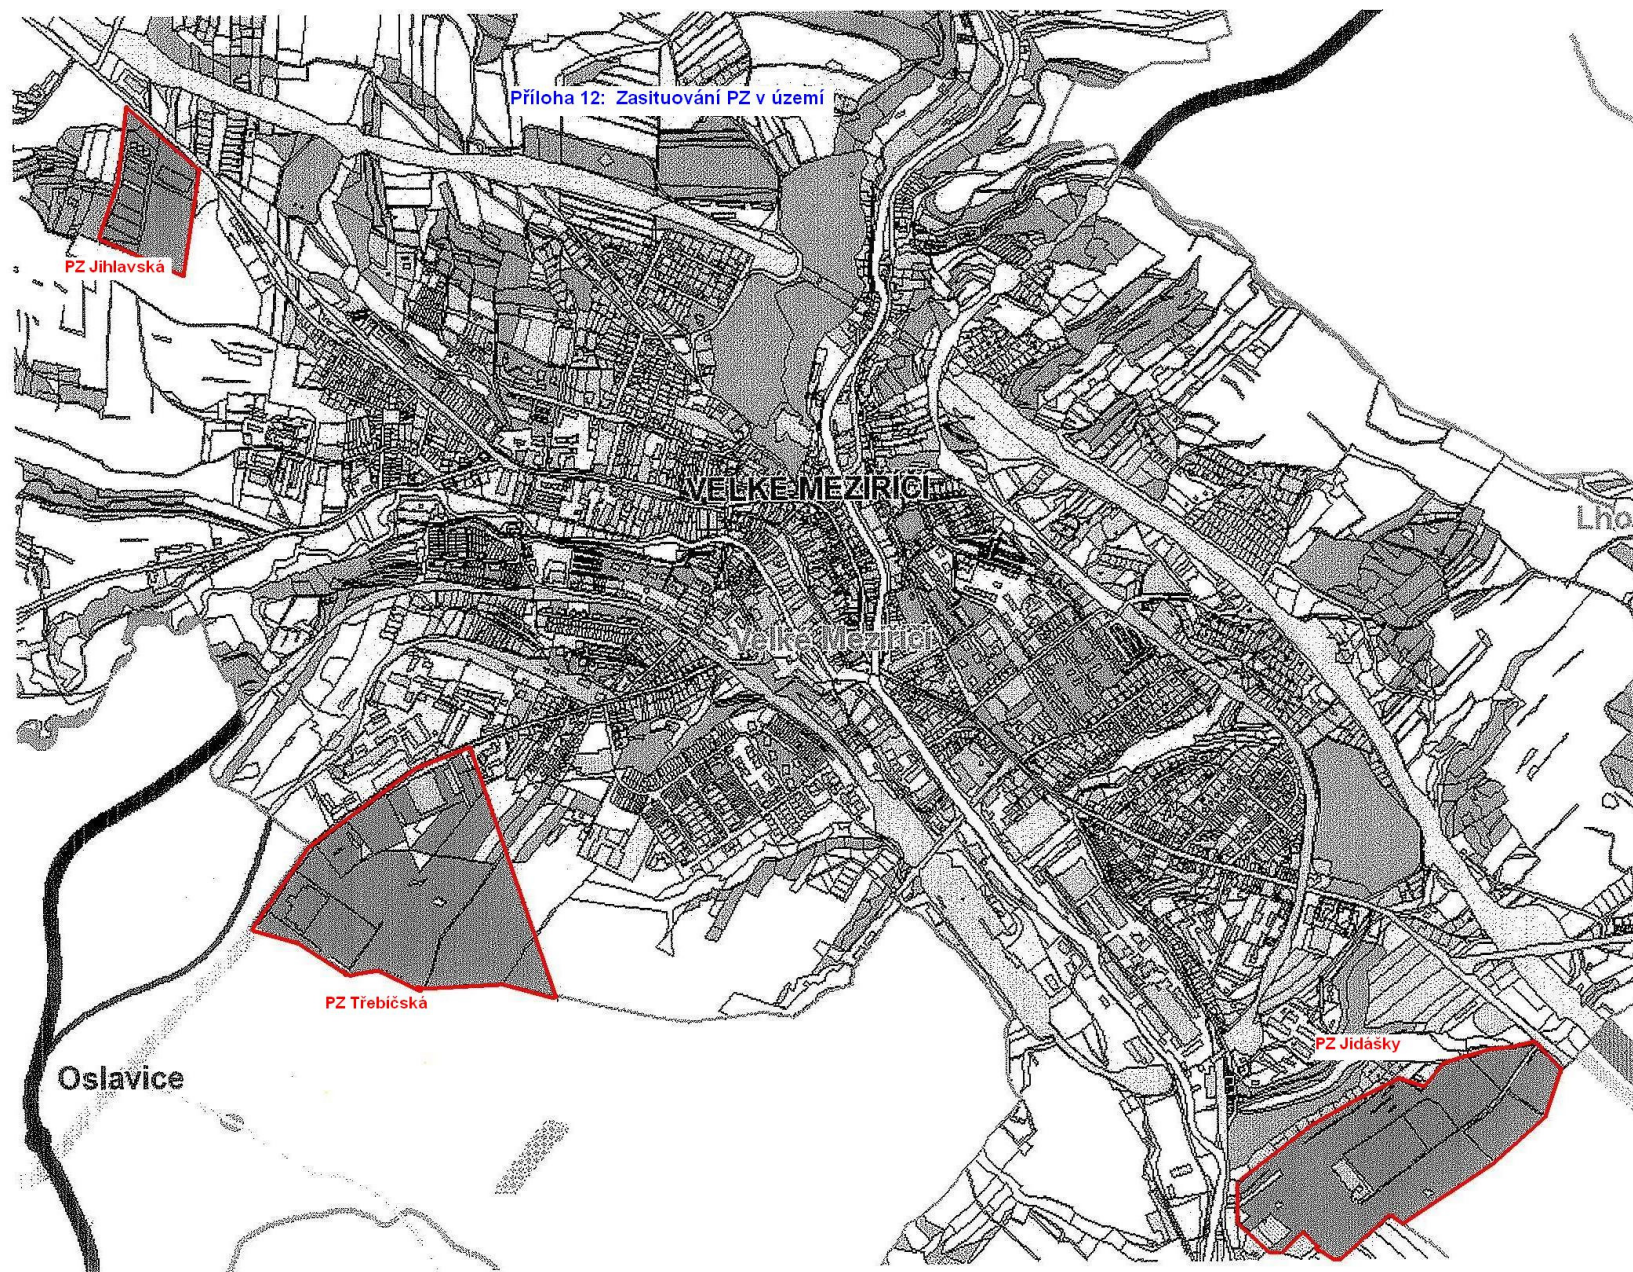 Příloha 12:  Zasituování PZ v území
PZ Jihlavská
VELKÉ MEZIŘÍČÍ
Lho
Velké Meziříčí
PZ Třebíčská
PZ Jidášky
Oslavice